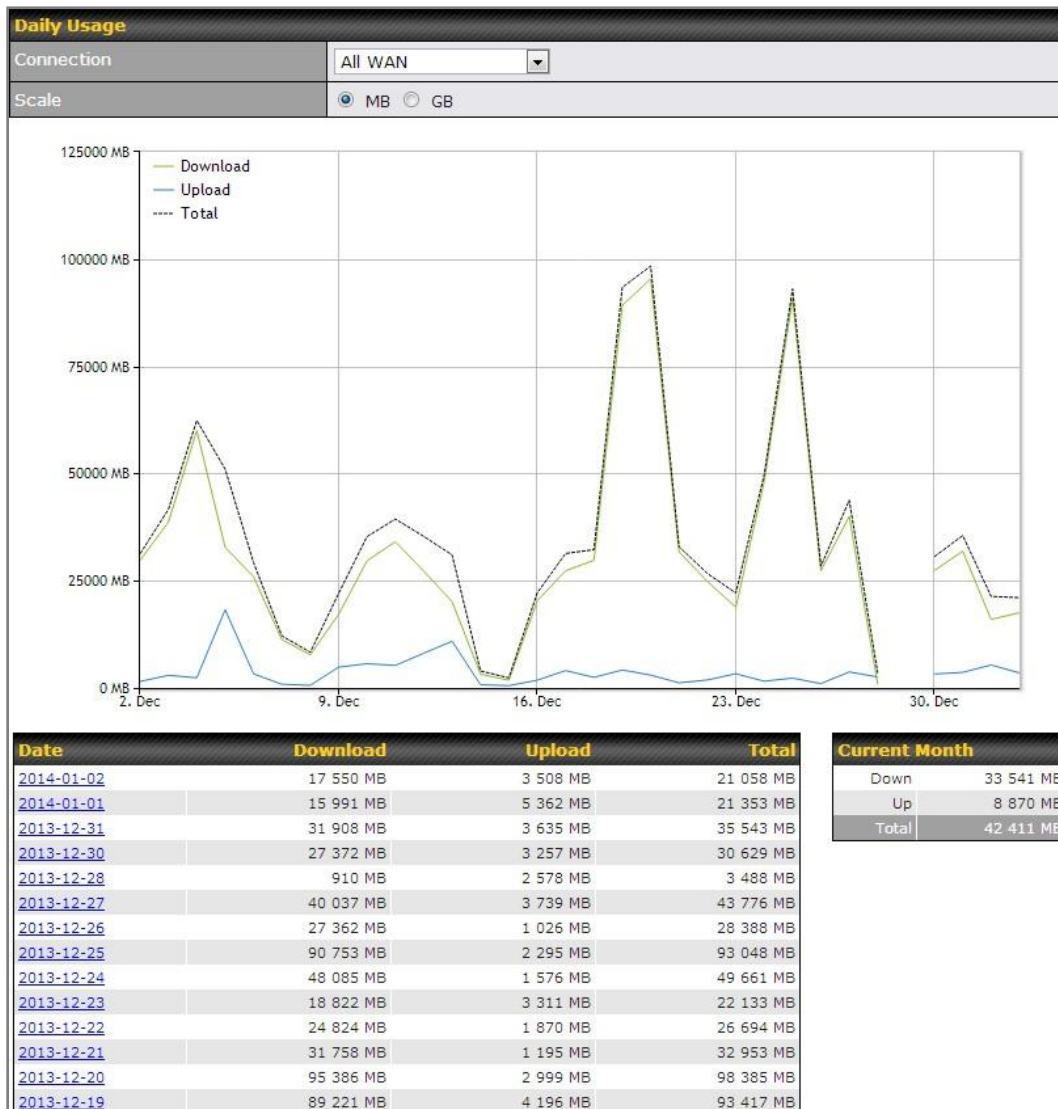 Daily Usage
Connection All WAN
Scale MB GB
125000 MB
Download
Upload
Total
100000 MB
75000 MB
50000 MB
25000 MB
0 MB
2. Dec 9. Dec 16. Dec 23. Dec 30. Dec
Date Download Upload Total
2014-01-02 17 550 MB 3 508 MB 21 058 MB
2014-01-01 15 991 MB 5 362 MB 21 353 MB
2013-12-31 31 908 MB 3 635 MB 35 543 MB
2013-12-30 27 372 MB 3 257 MB 30 629 MB
2013-12-28 910 MB 2 578 MB 3 488 MB
2013-12-27 40 037 MB 3 739 MB 43 776 MB
2013-12-26 27 362 MB 1 026 MB 28 388 MB
2013-12-25 90 753 MB 2 295 MB 93 048 MB
2013-12-24 48 085 MB 1 576 MB 49 661 MB
2013-12-23 18 822 MB 3 311 MB 22 133 MB
2013-12-22 24 824 MB 1 870 MB 26 694 MB
2013-12-21 31 758 MB 1 195 MB 32 953 MB
2013-12-20 95 386 MB 2 999 MB 98 385 MB
2013-12-19 89 221 MB 4 196 MB 93 417 MB
Current Month
Down 33 541 MB
Up 8 870 MB
Total 42 411 MB